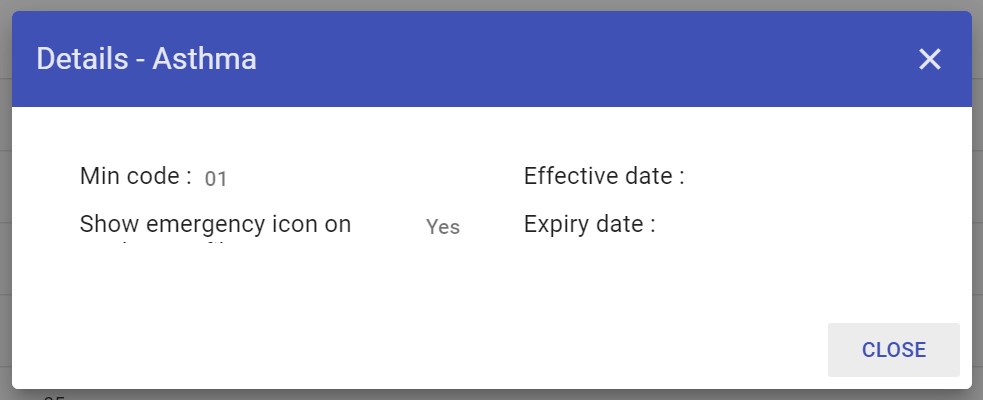 Details - Asthma
Min code : 01
Effective date :
Show emergency icon on
Yes
Expiry date :
CLOSE